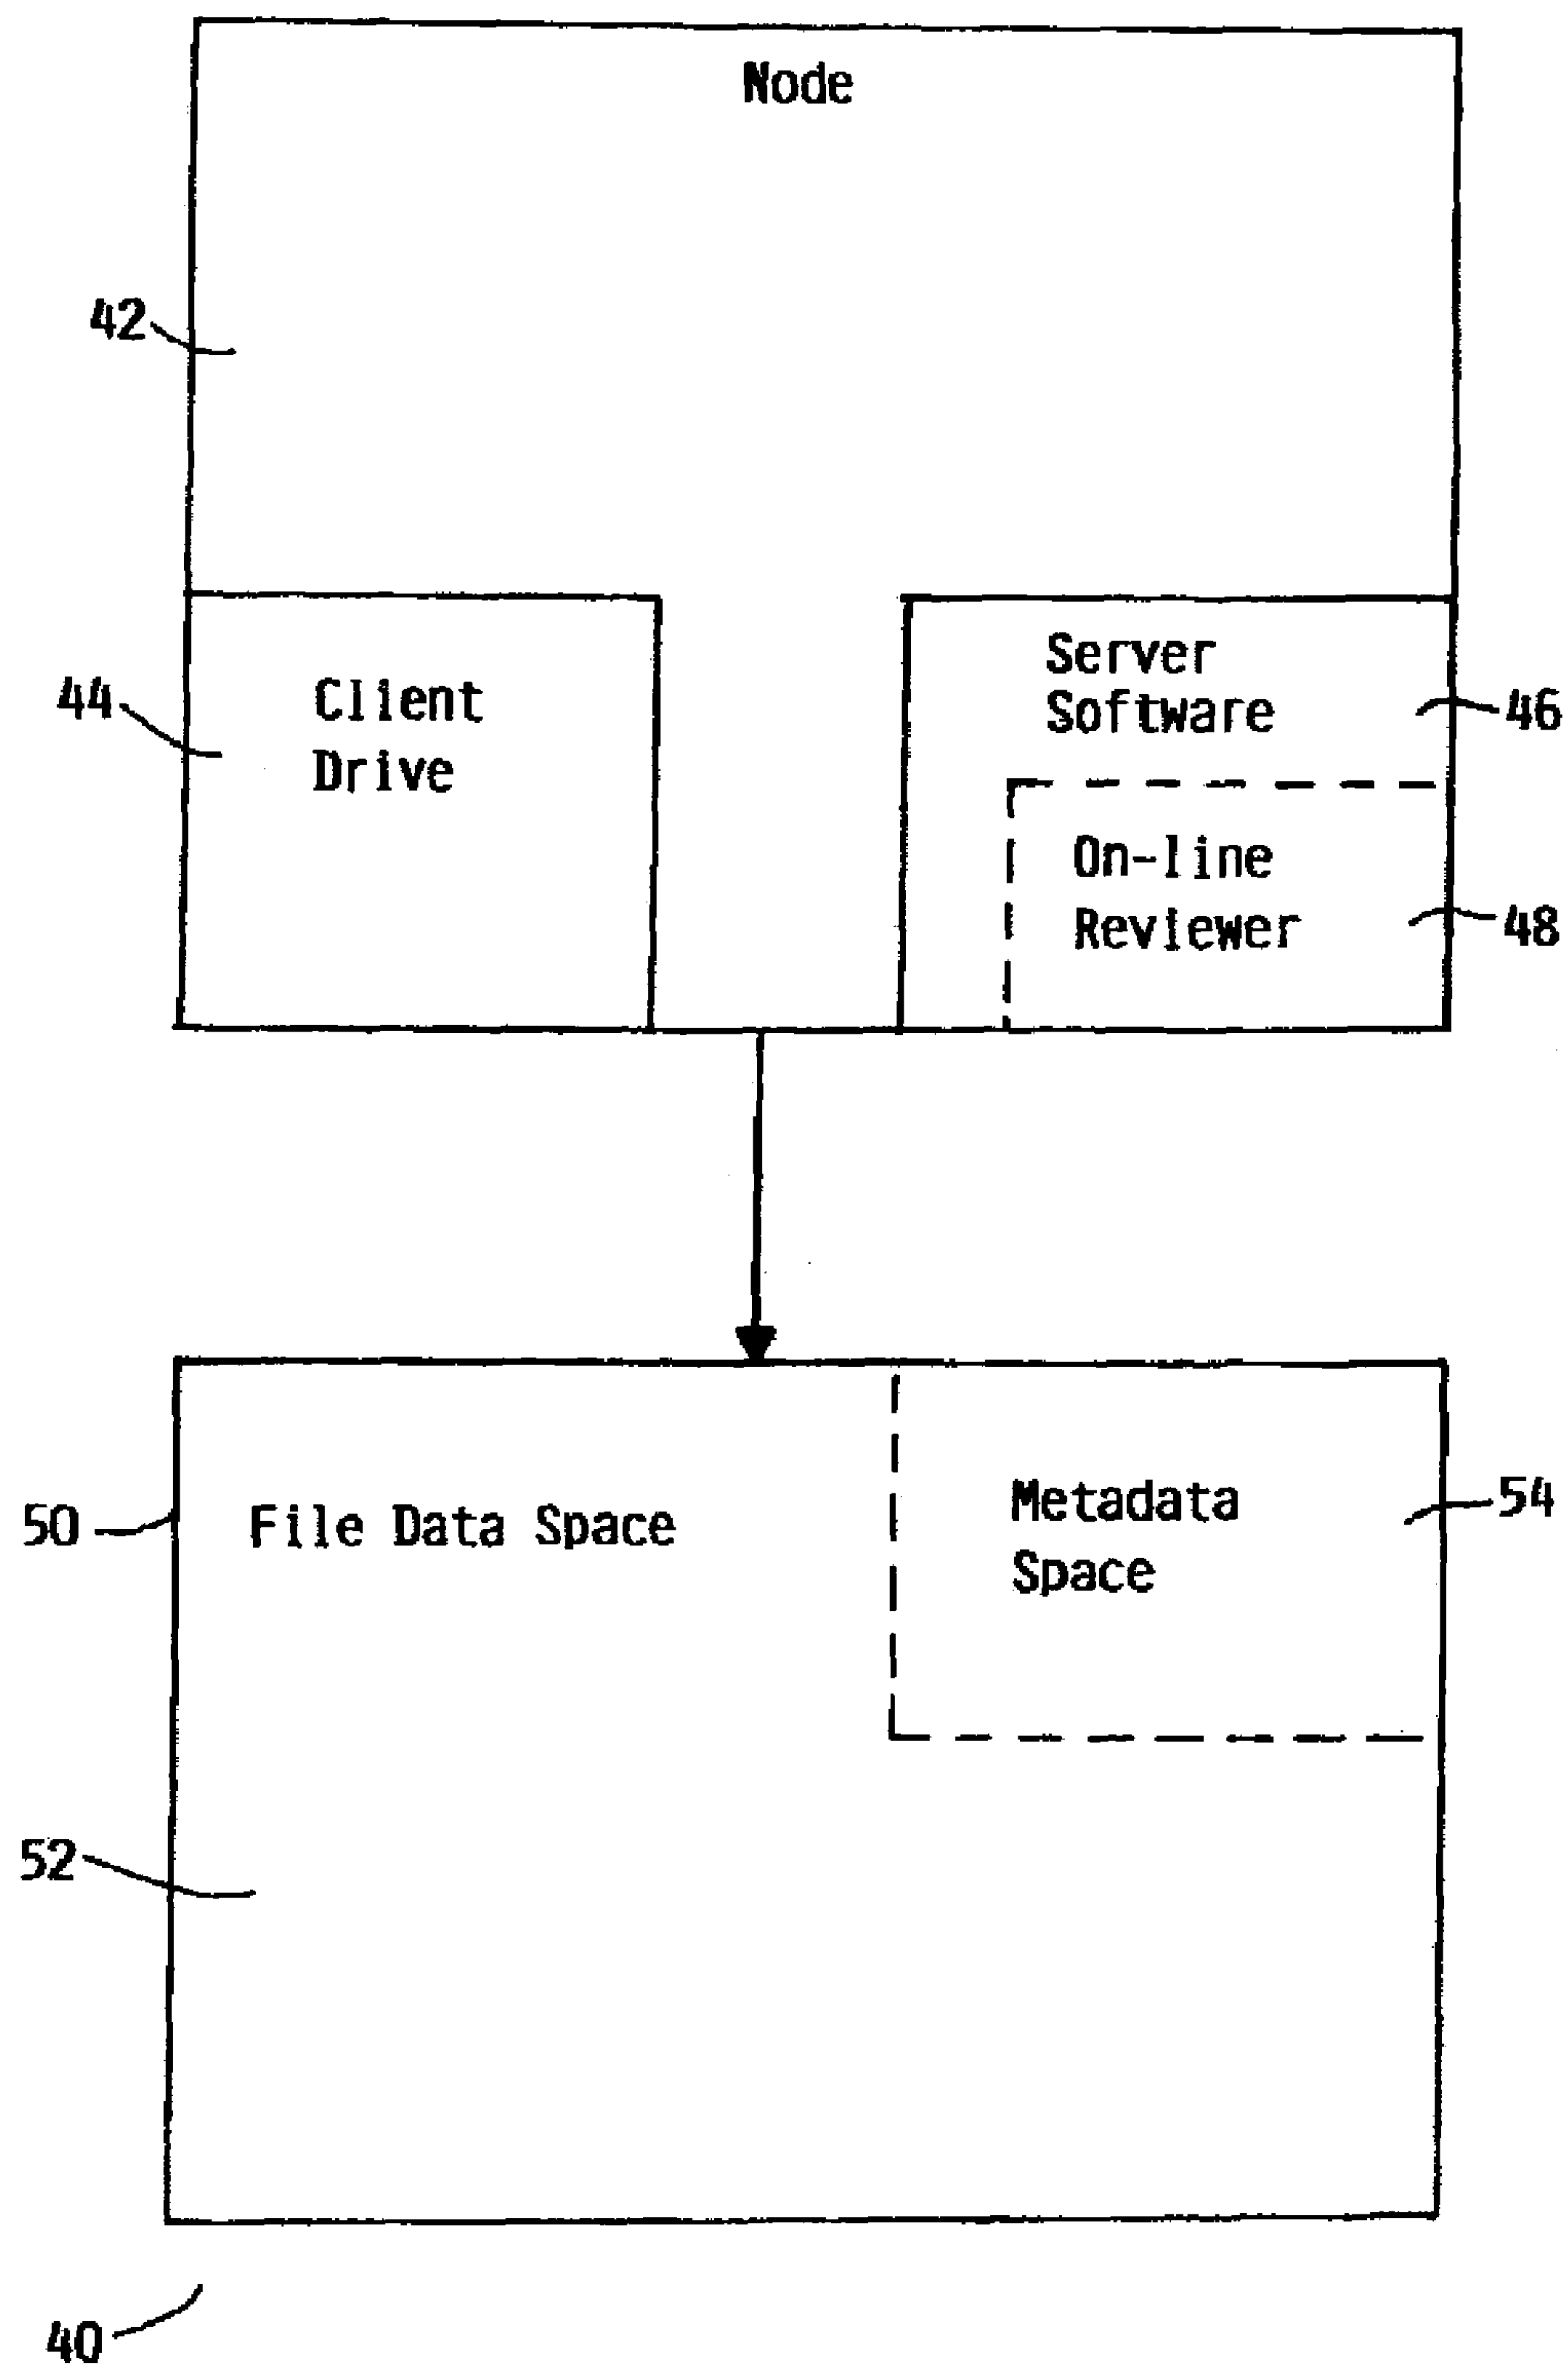 Node
42
44
Client
Drive
Server
Software
46
On-line
Reviewer
48
50
File Data Space
Metadata
Space
54
52
40